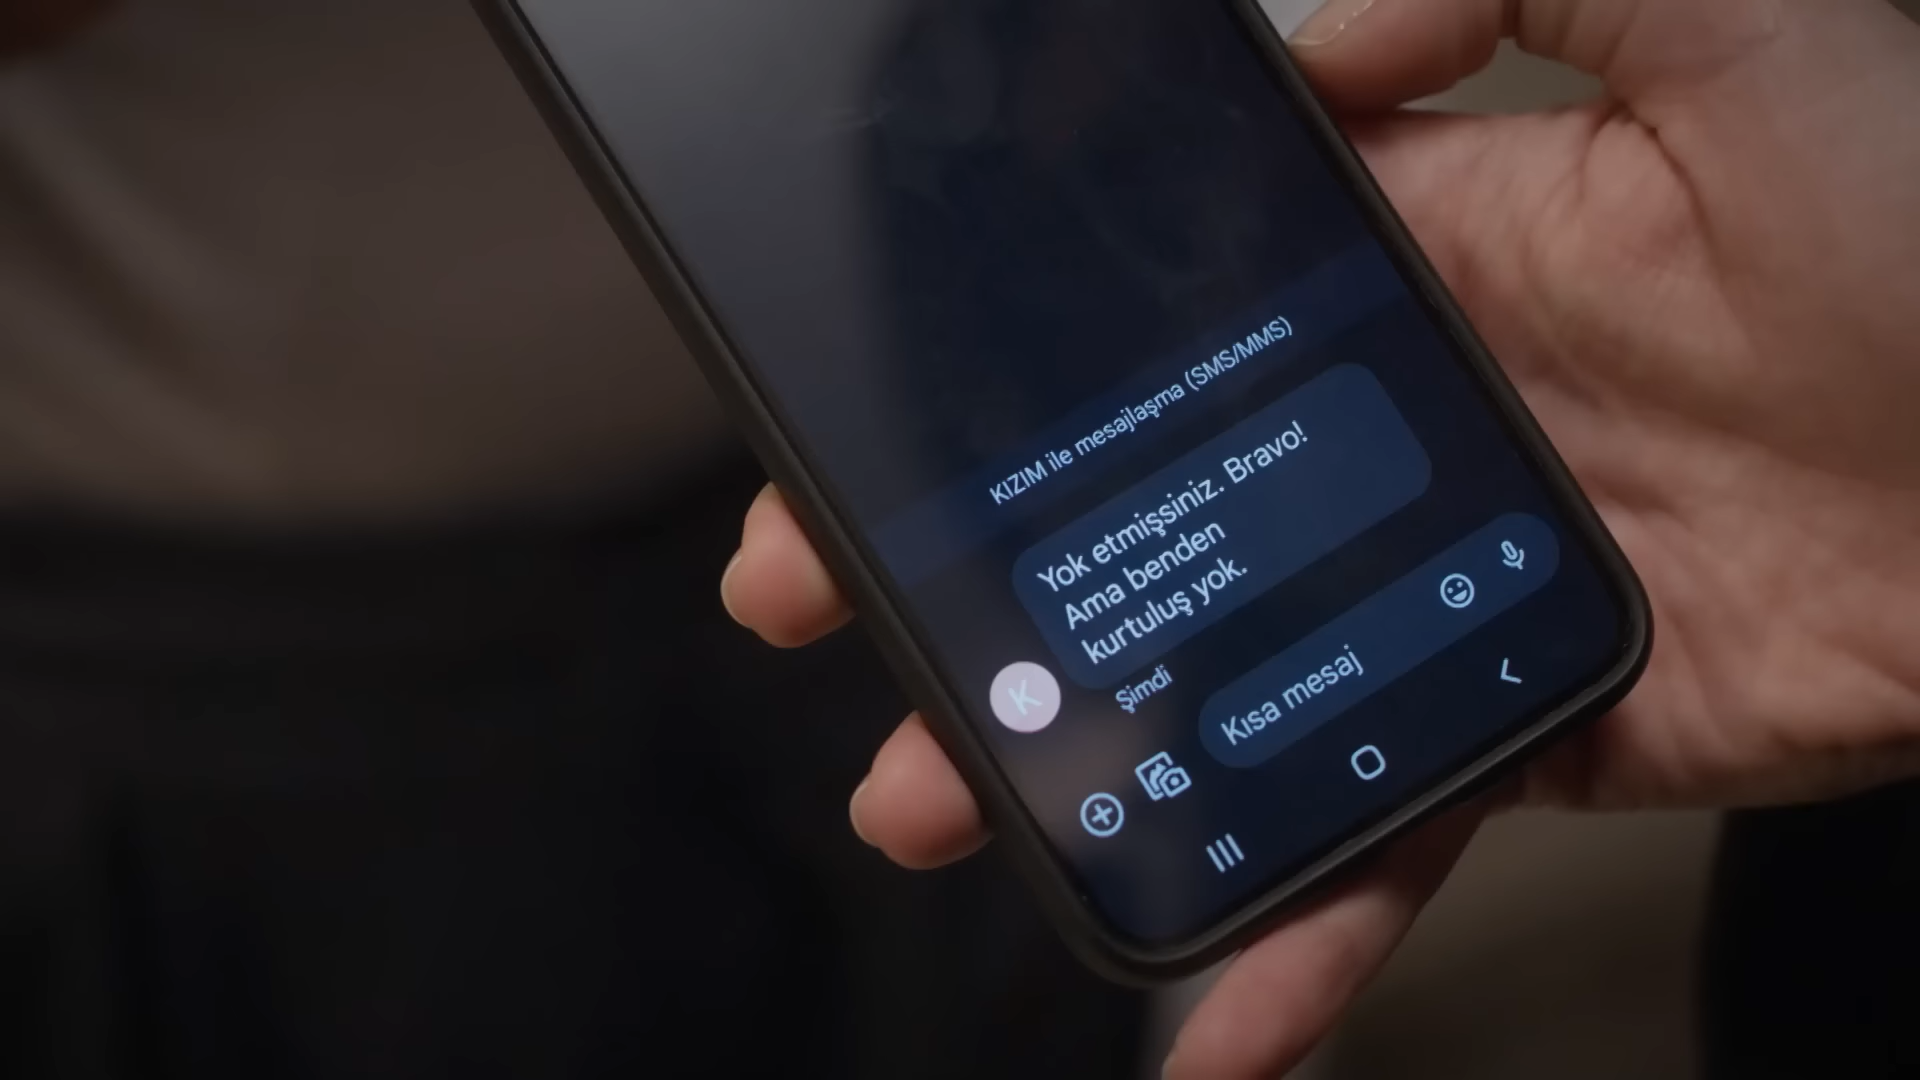 KIZIM ile mesajlaşma (SMS/MMS)
Yok etmişsiniz. Bravo!
Ama benden
kurtuluş yok.
K
Şimdi
Kısa mesaj